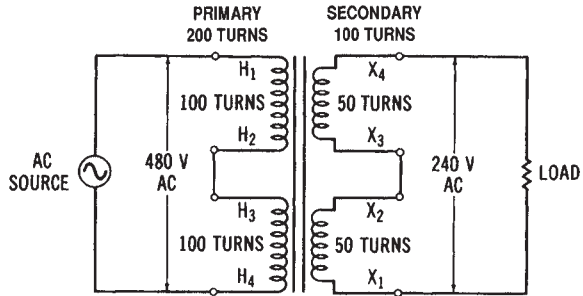 PRIMARY
200 TURNS
SECONDARY
100 TURNS
H1
X4
100 TURNS
50 TURNS
H2
X3
AC
SOURCE
480 V
AC
240 V
AC
LOAD
H3
X2
100 TURNS
50 TURNS
H4
X1